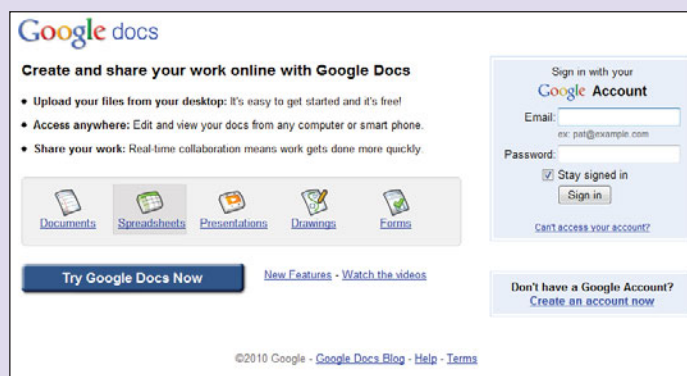 Google docs
Create and share your work online with Google Docs
• Upload your files from your desktop: It's easy to get started and it's free!
• Access anywhere: Edit and view your docs from any computer or smart phone.
• Share your work: Real-time collaboration means work gets done more quickly.
Documents Spreadsheets Presentations Drawings Forms
Try Google Docs Now
New Features - Watch the videos
Sign in with your
Google Account
Email:
ex: pat@example.com
Password:
Stay signed in
Sign in
Can't access your account?
Don't have a Google Account?
Create an account now
©2010 Google - Google Docs Blog - Help - Terms